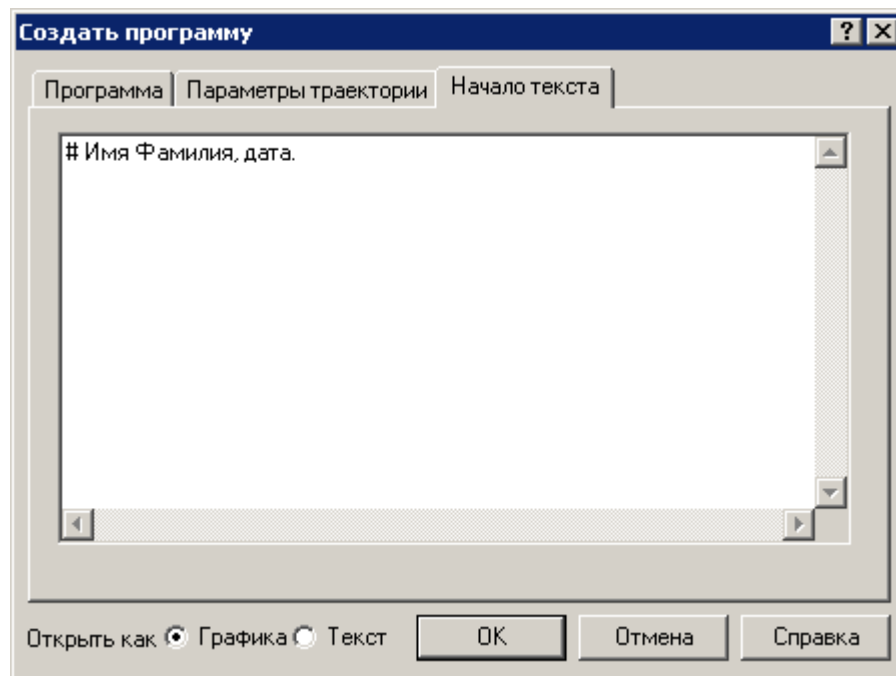 Создать программу
Программа Параметры траектории Начало текста
# Имя Фамилия, дата.
Открыть как Графика Текст OK Отмена Справка